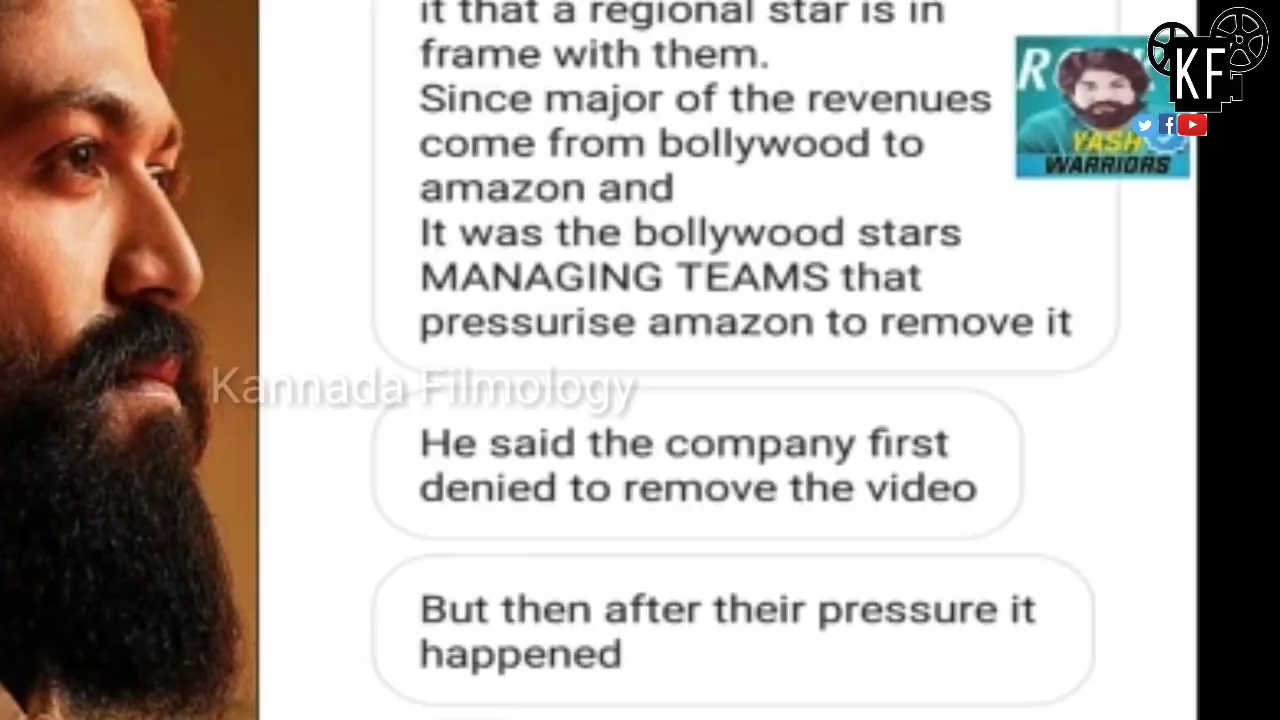 it that a regional star is in
frame with them.
Since major of the revenues
come from bollywood to
amazon and
It was the bollywood stars
MANAGING TEAMS that
pressurise amazon to remove it
Kannada Filmology
He said the company first
denied to remove the video
But then after their pressure it
happened
KF
YASH
WARRIORS